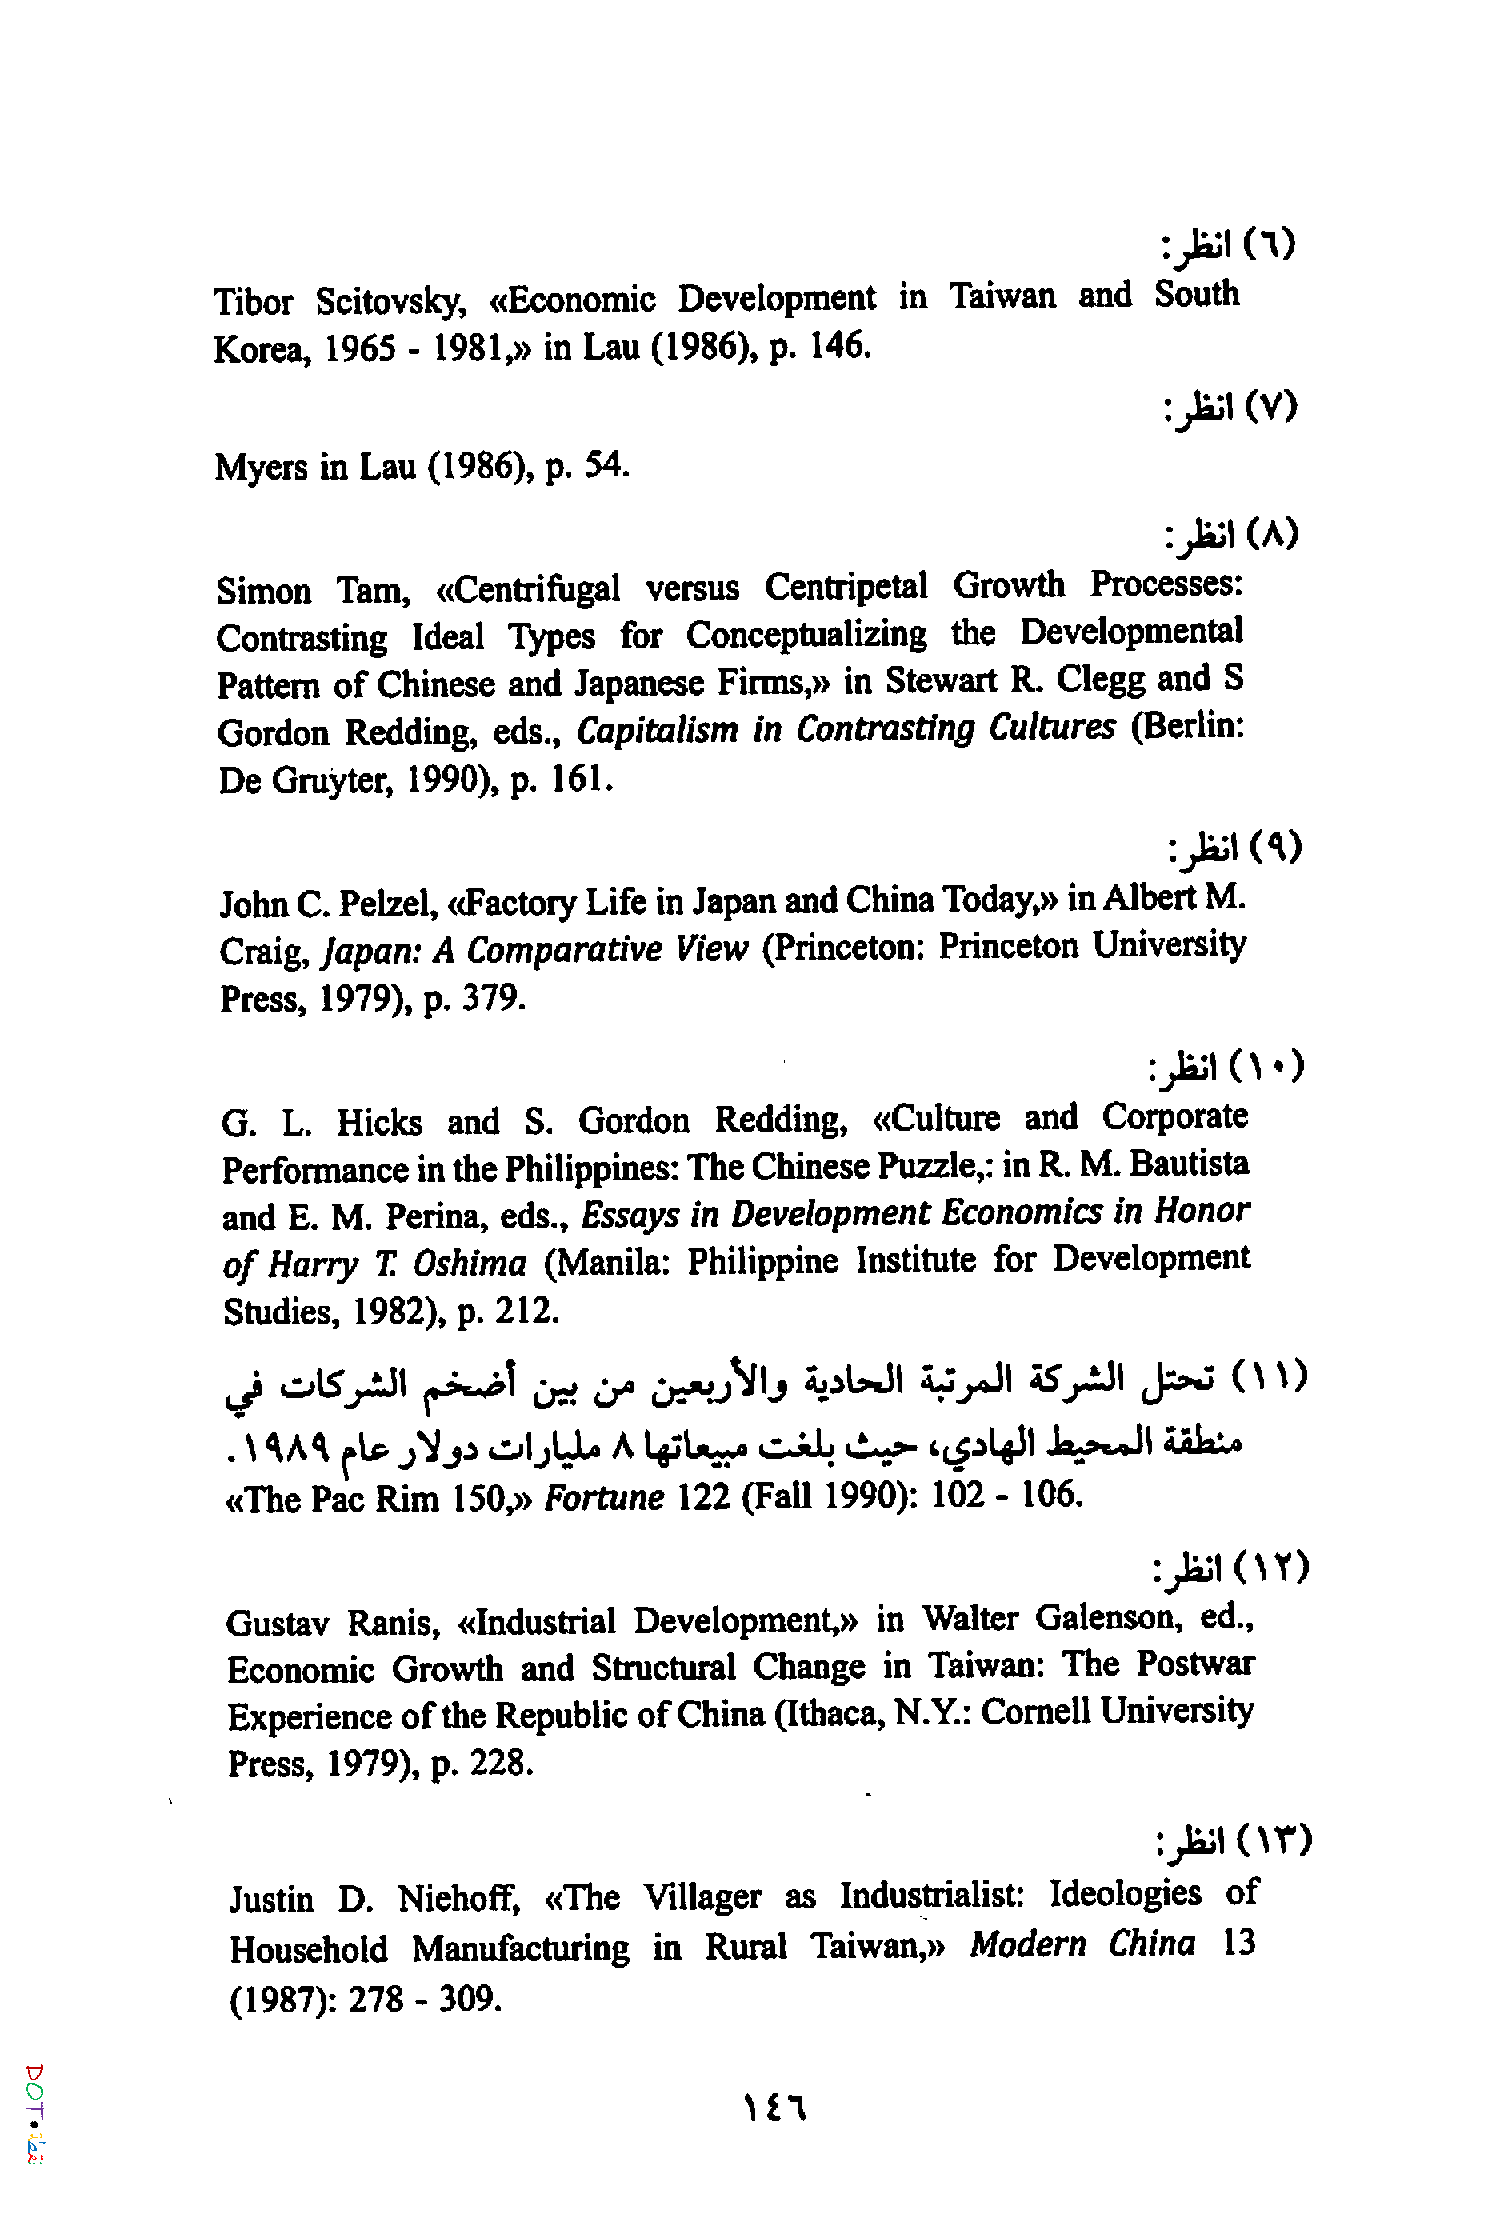 (٦) انظر:
Tibor Scitovsky, «Economic Development in Taiwan and South
Korea, 1965 - 1981,» in Lau (1986), p. 146.
(٧) انظر:
Myers in Lau (1986), p. 54.
(٨) انظر:
Simon Tam, «Centrifugal versus Centripetal Growth Processes:
Contrasting Ideal Types for Conceptualizing the Developmental
Pattern of Chinese and Japanese Firms,» in Stewart R. Clegg and S
Gordon Redding, eds., Capitalism in Contrasting Cultures (Berlin:
De Gruyter, 1990), p. 161.
(٩) انظر:
John C. Pelzel, «Factory Life in Japan and China Today,» in Albert M.
Craig, Japan: A Comparative View (Princeton: Princeton University
Press, 1979), p. 379.
(١٠) انظر:
G. L. Hicks and S. Gordon Redding, «Culture and Corporate
Performance in the Philippines: The Chinese Puzzle,: in R. M. Bautista
and E. M. Perina, eds., Essays in Development Economics in Honor
of Harry T. Oshima (Manila: Philippine Institute for Development
Studies, 1982), p. 212.
(١١) تحتل الشركة المرتبة الحادية والأربعين من بين أضخم الشركات في
منطقة المحيط الهادي، حيث بلغت مبيعاتها ٨ مليارات دولار عام ١٩٨٩.
«The Pac Rim 150,» Fortune 122 (Fall 1990): 102 - 106.
(١٢) انظر:
Gustav Ranis, «Industrial Development,» in Walter Galenson, ed.,
Economic Growth and Structural Change in Taiwan: The Postwar
Experience of the Republic of China (Ithaca, N.Y.: Cornell University
Press, 1979), p. 228.
(١٣) انظر:
Justin D. Niehoff, «The Villager as Industrialist: Ideologies of
Household Manufacturing in Rural Taiwan,» Modern China 13
(1987): 278 - 309.
١٤٦
DOT